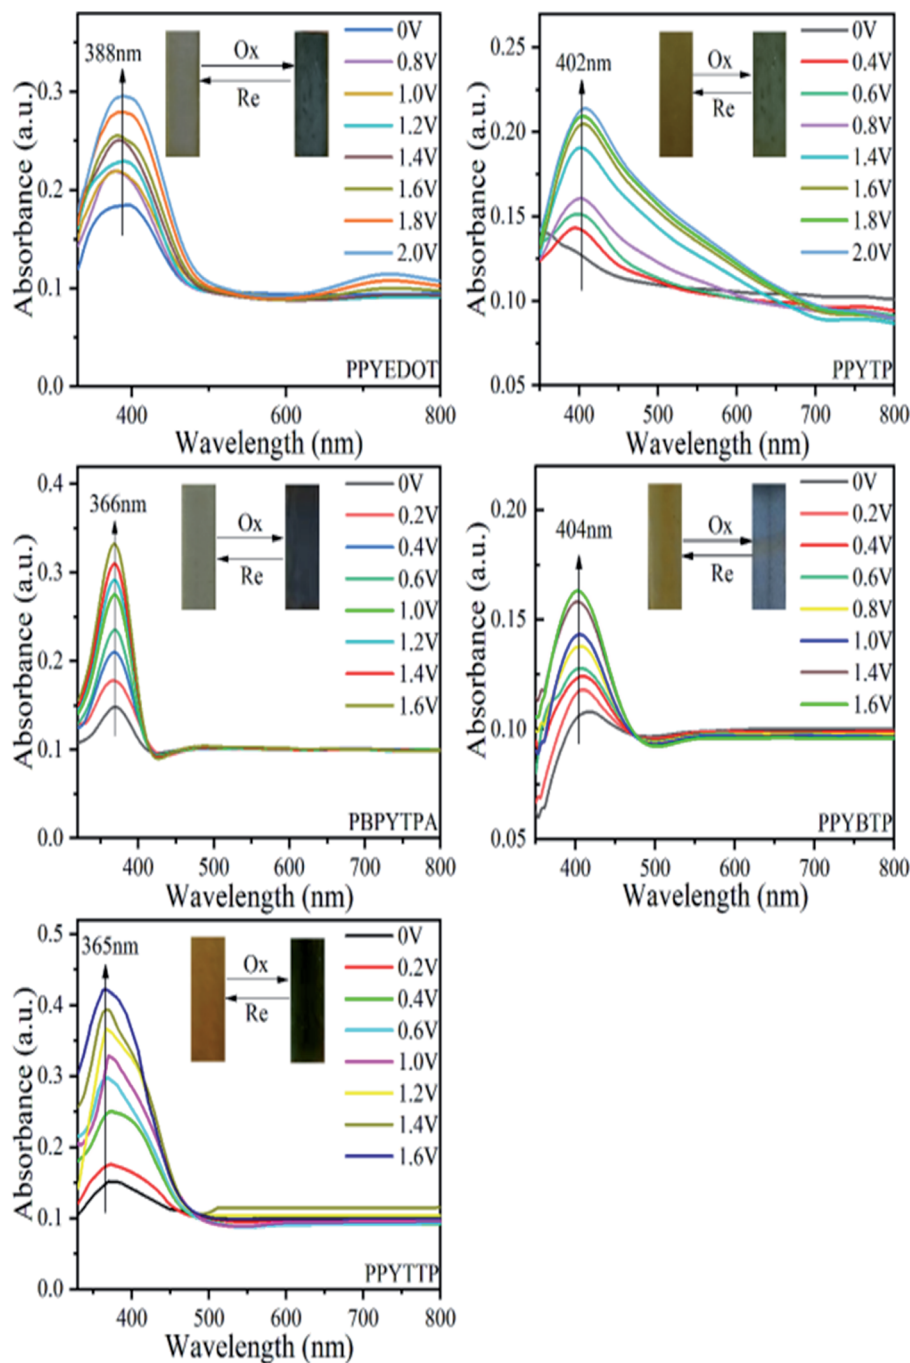 388nm
Ox
Re
0V
0.8V
1.0V
1.2V
1.4V
1.6V
1.8V
2.0V
0.3
0.2
0.1
0.0
Absorbance (a.u.)
PPYEDOT
400
600
800
Wavelength (nm)
402nm
Ox
Re
0V
0.4V
0.6V
0.8V
1.4V
1.6V
1.8V
2.0V
0.25
0.20
0.15
0.10
0.05
Absorbance (a.u.)
PPYTP
400
500
600
700
800
Wavelength (nm)
366nm
Ox
Re
0V
0.2V
0.4V
0.6V
1.0V
1.2V
1.4V
1.6V
0.4
0.3
0.2
0.1
0.0
Absorbance (a.u.)
PBPYTPA
400
500
600
700
800
Wavelength (nm)
404nm
Ox
Re
0V
0.2V
0.4V
0.6V
0.8V
1.0V
1.4V
1.6V
0.20
0.15
0.10
0.05
Absorbance (a.u.)
PPYBTP
400
500
600
700
800
Wavelength (nm)
365nm
Ox
Re
0V
0.2V
0.4V
0.6V
1.0V
1.2V
1.4V
1.6V
0.5
0.4
0.3
0.2
0.1
0.0
Absorbance (a.u.)
PPYTTP
400
500
600
700
800
Wavelength (nm)